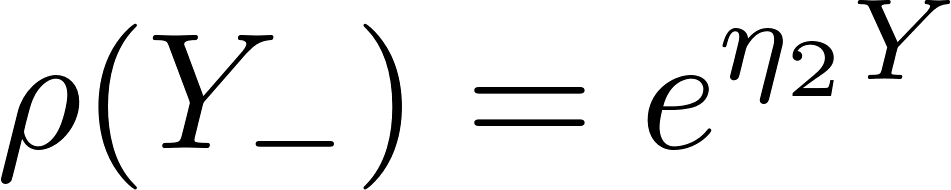 ρ(Y_) = e^{η₂Y}